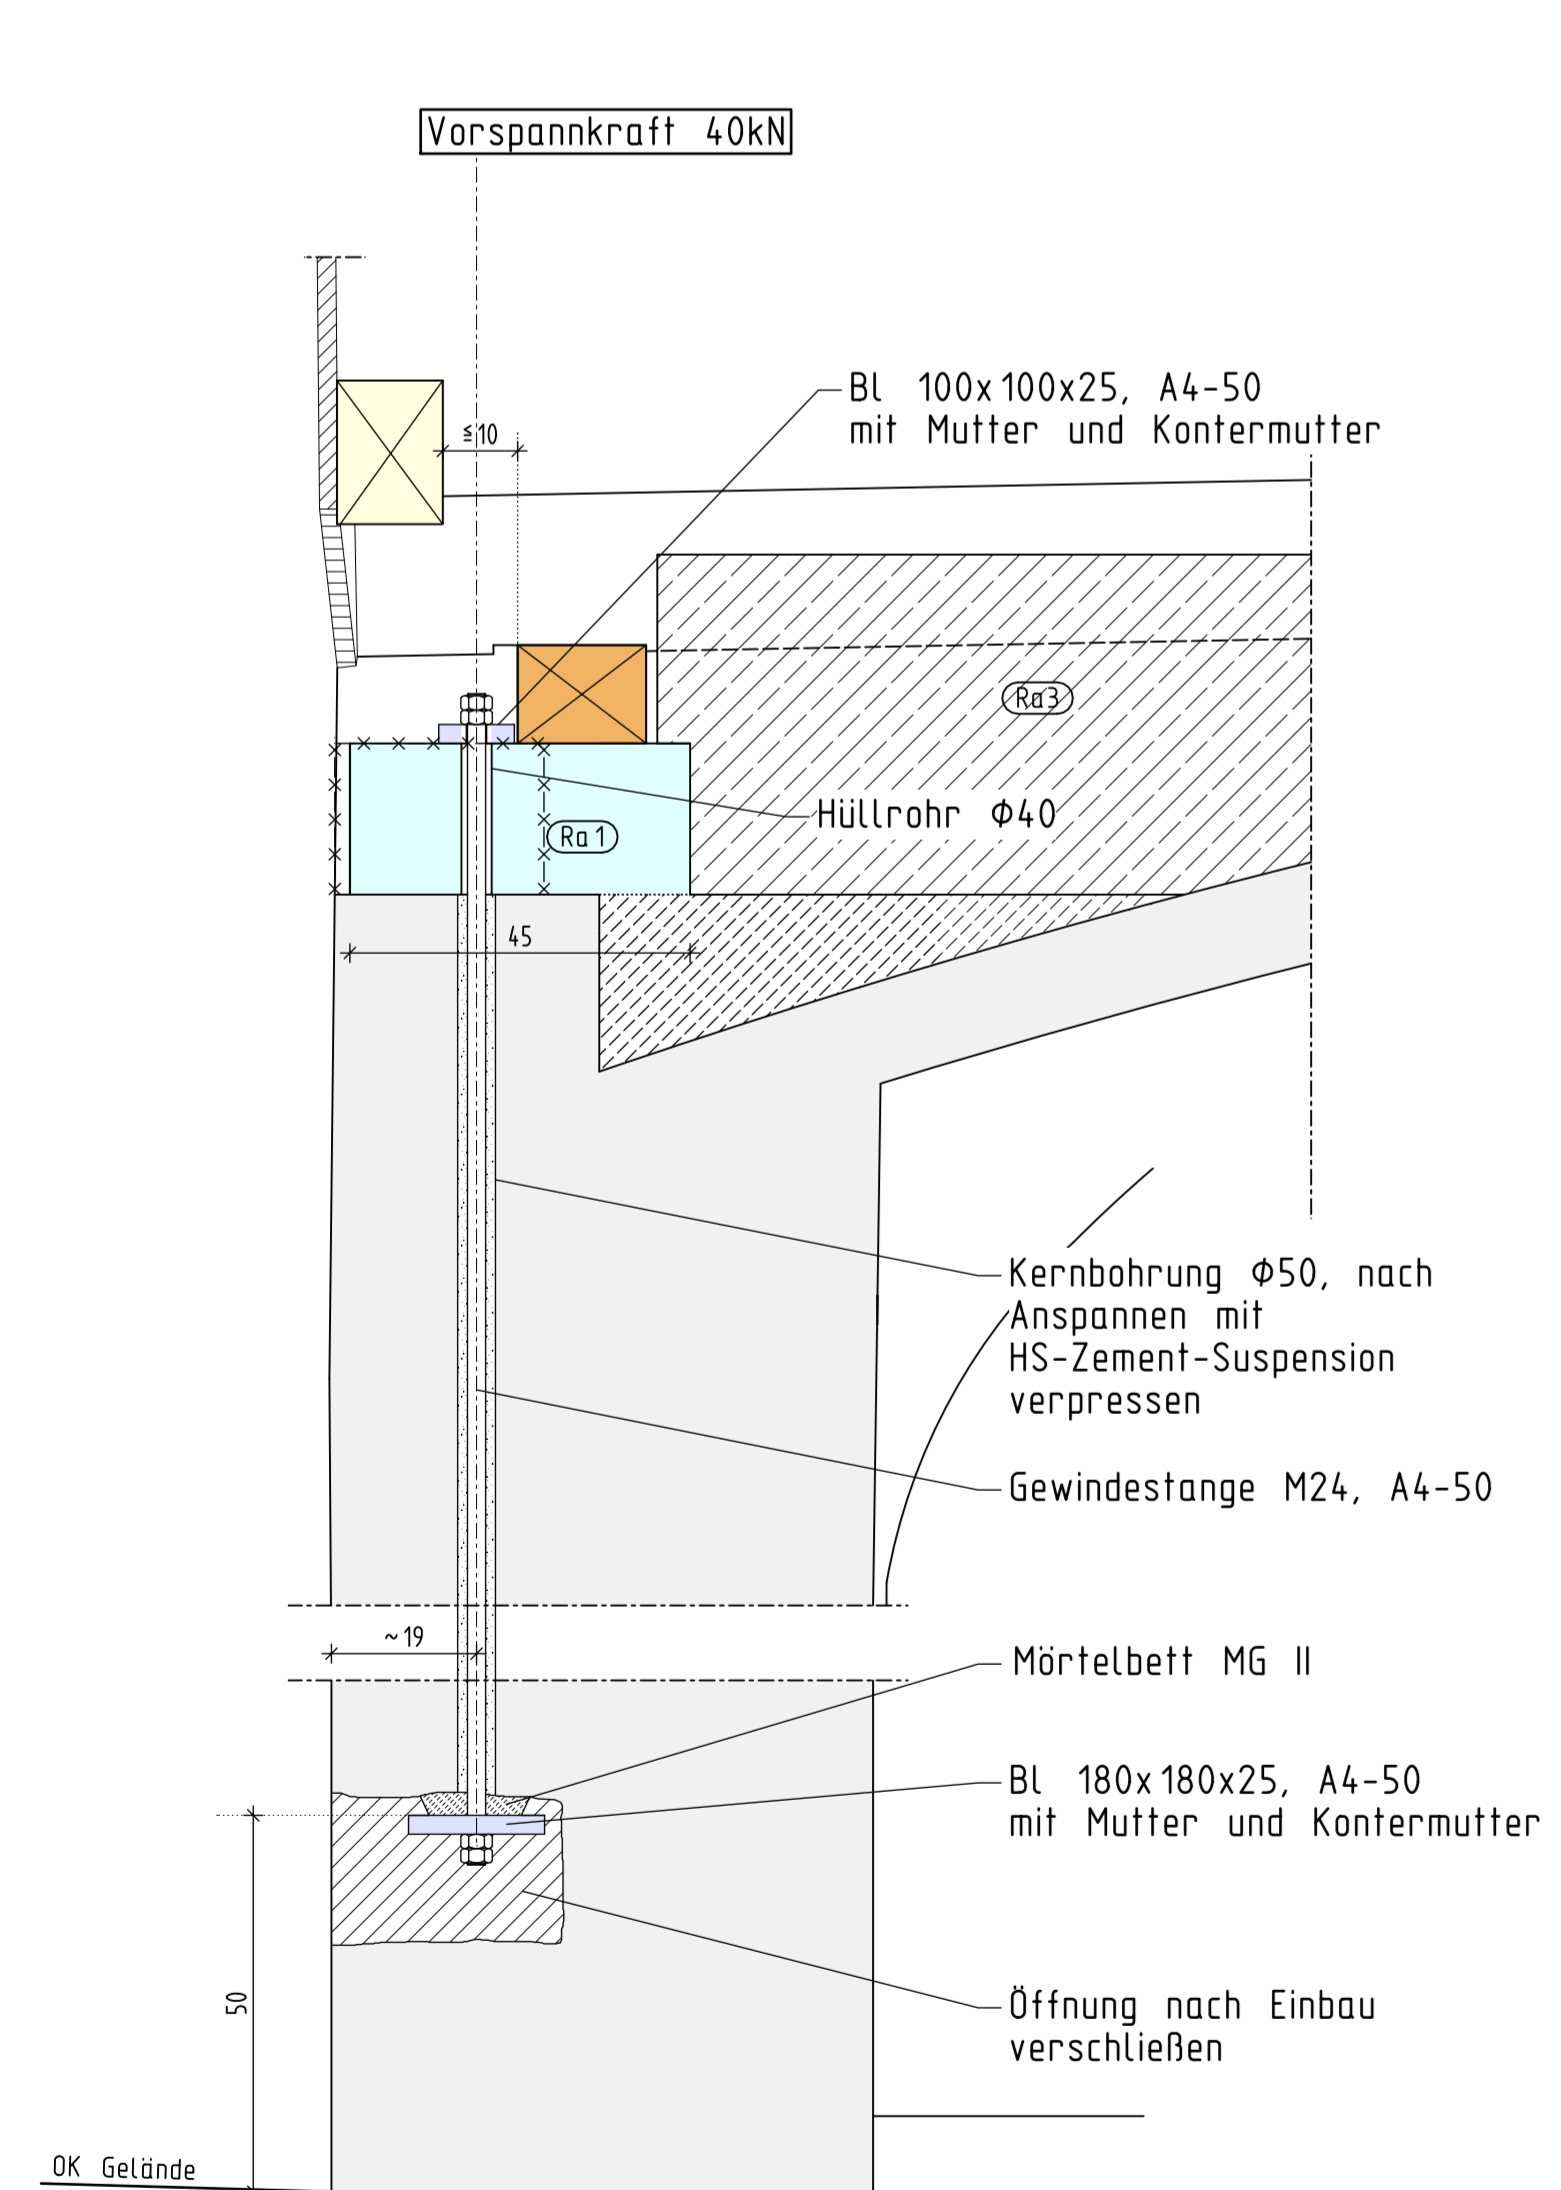 Vorspannkraft 40kN
Bl 100x100x25, A4-50
mit Mutter und Kontermutter
≤10
Ra3
Hüllrohr Φ40
Ra1
45
Kernbohrung Φ50, nach
Anspannen mit
HS-Zement-Suspension
verpressen
Gewindestange M24, A4-50
~19
Mörtelbett MG II
Bl 180x180x25, A4-50
mit Mutter und Kontermutter
50
Öffnung nach Einbau
verschließen
OK Gelände